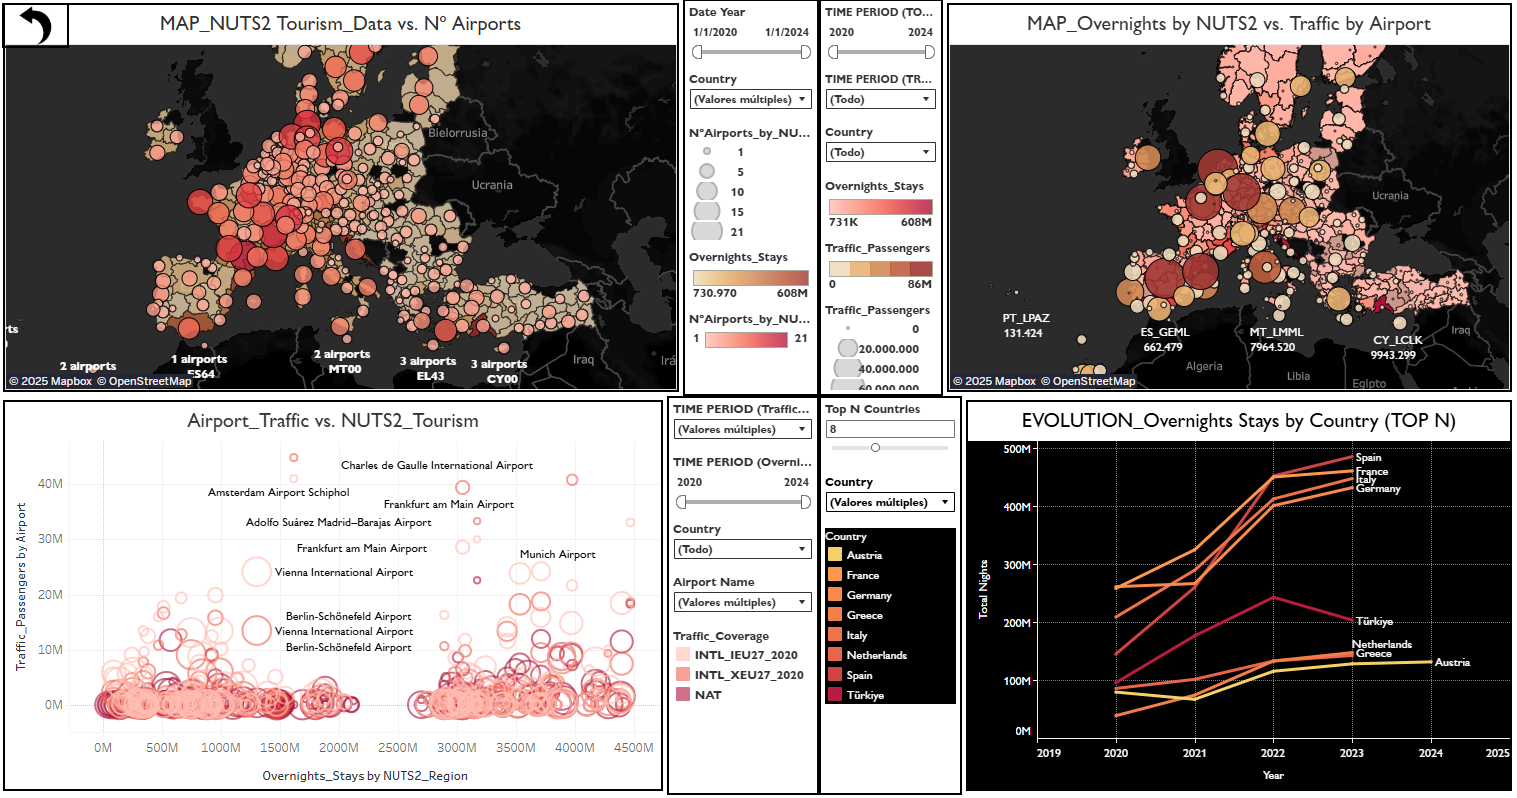 MAP_NUTS2 Tourism_Data vs. Nº Airports
Bielorrusia
Ucrania
Iraq
2 airports
1 airports
ES64
2 airports
MT00
3 airports
EL43
3 airports
CY00
© 2025 Mapbox © OpenStreetMap
Date Year
1/1/2020 1/1/2024
Country
(Valores múltiples)
NºAirports_by_NU...
1
5
10
15
21
Overnights_Stays
730.970 608M
NºAirports_by_NU...
1 21
TIME PERIOD (TO...
2020 2024
TIME PERIOD (TR...
(Todo)
Country
(Todo)
Overnights_Stays
731K 608M
Traffic_Passengers
0 86M
Traffic_Passengers
0
20.000.000
40.000.000
60.000.000
MAP_Overnights by NUTS2 vs. Traffic by Airport
Ucrania
PT_LPAZ
131.424
ES_GEML
662.479
MT_LMML
7964.520
CY_LCLK
9943.299
Iraq
Argelia
Libia
Egipto
© 2025 Mapbox © OpenStreetMap
Airport_Traffic vs. NUTS2_Tourism
Traffic_Passengers by Airport
40M
30M
20M
10M
0M
Charles de Gaulle International Airport
Amsterdam Airport Schiphol
Frankfurt am Main Airport
Adolfo Suárez Madrid–Barajas Airport
Frankfurt am Main Airport
Munich Airport
Vienna International Airport
Berlin-Schönefeld Airport
Vienna International Airport
Berlin-Schönefeld Airport
0M 500M 1000M 1500M 2000M 2500M 3000M 3500M 4000M 4500M
Overnights_Stays by NUTS2_Region
TIME PERIOD (Traffic...
(Valores múltiples)
TIME PERIOD (Overni...
2020 2024
Country
(Todo)
Airport Name
(Valores múltiples)
Traffic_Coverage
INTL_IEU27_2020
INTL_XEU27_2020
NAT
Top N Countries
8
Country
(Valores múltiples)
Country
Austria
France
Germany
Greece
Italy
Netherlands
Spain
Türkiye
EVOLUTION_Overnights Stays by Country (TOP N)
Total Nights
500M
400M
300M
200M
100M
0M
Spain
France
Italy
Germany
Türkiye
Netherlands
Greece
Austria
2019 2020 2021 2022 2023 2024 2025
Year